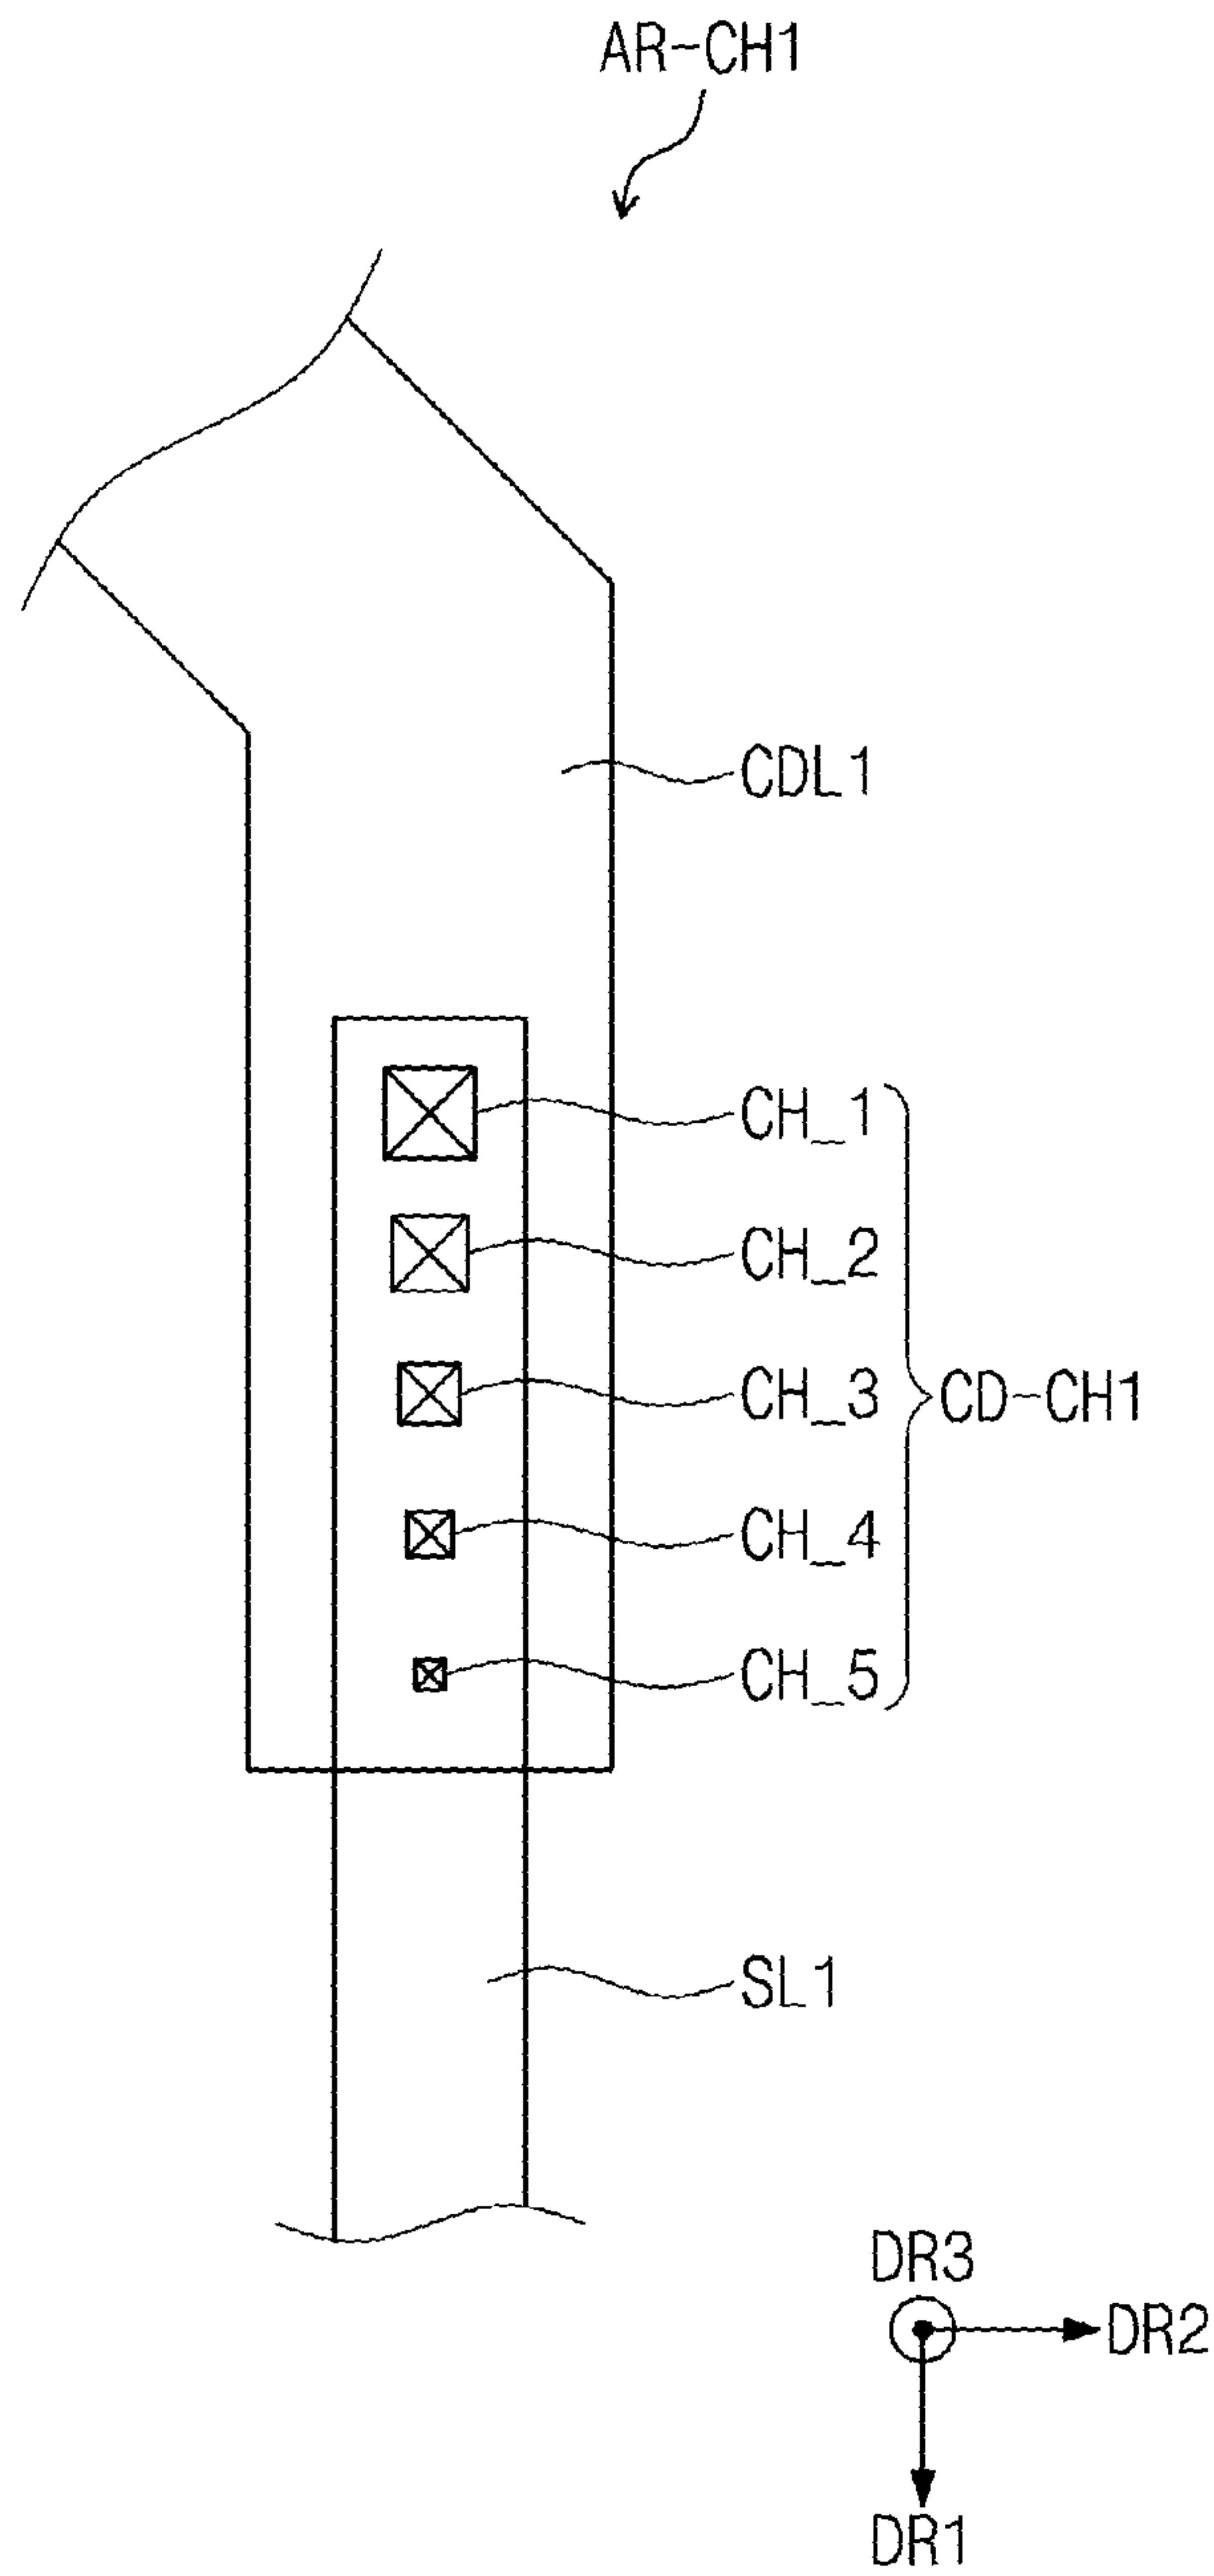 AR-CH1
CDL1
CH_1
CH_2
CH_3
CD-CH1
CH_4
CH_5
SL1
DR3
DR2
DR1